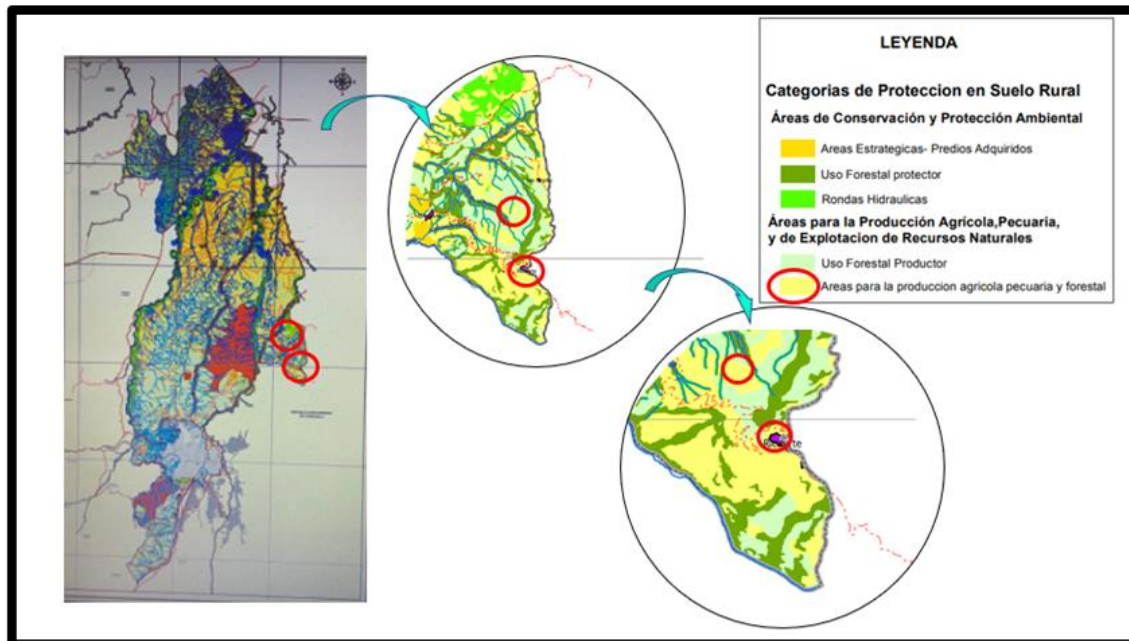 LEYENDA
Categorias de Proteccion en Suelo Rural
Áreas de Conservación y Protección Ambiental
Areas Estrategicas- Predios Adquiridos
Uso Forestal protector
Rondas Hidraulicas
Áreas para la Producción Agrícola,Pecuaria,
y de Explotacion de Recursos Naturales
Uso Forestal Productor
Areas para la produccion agricola pecuaria y forestal